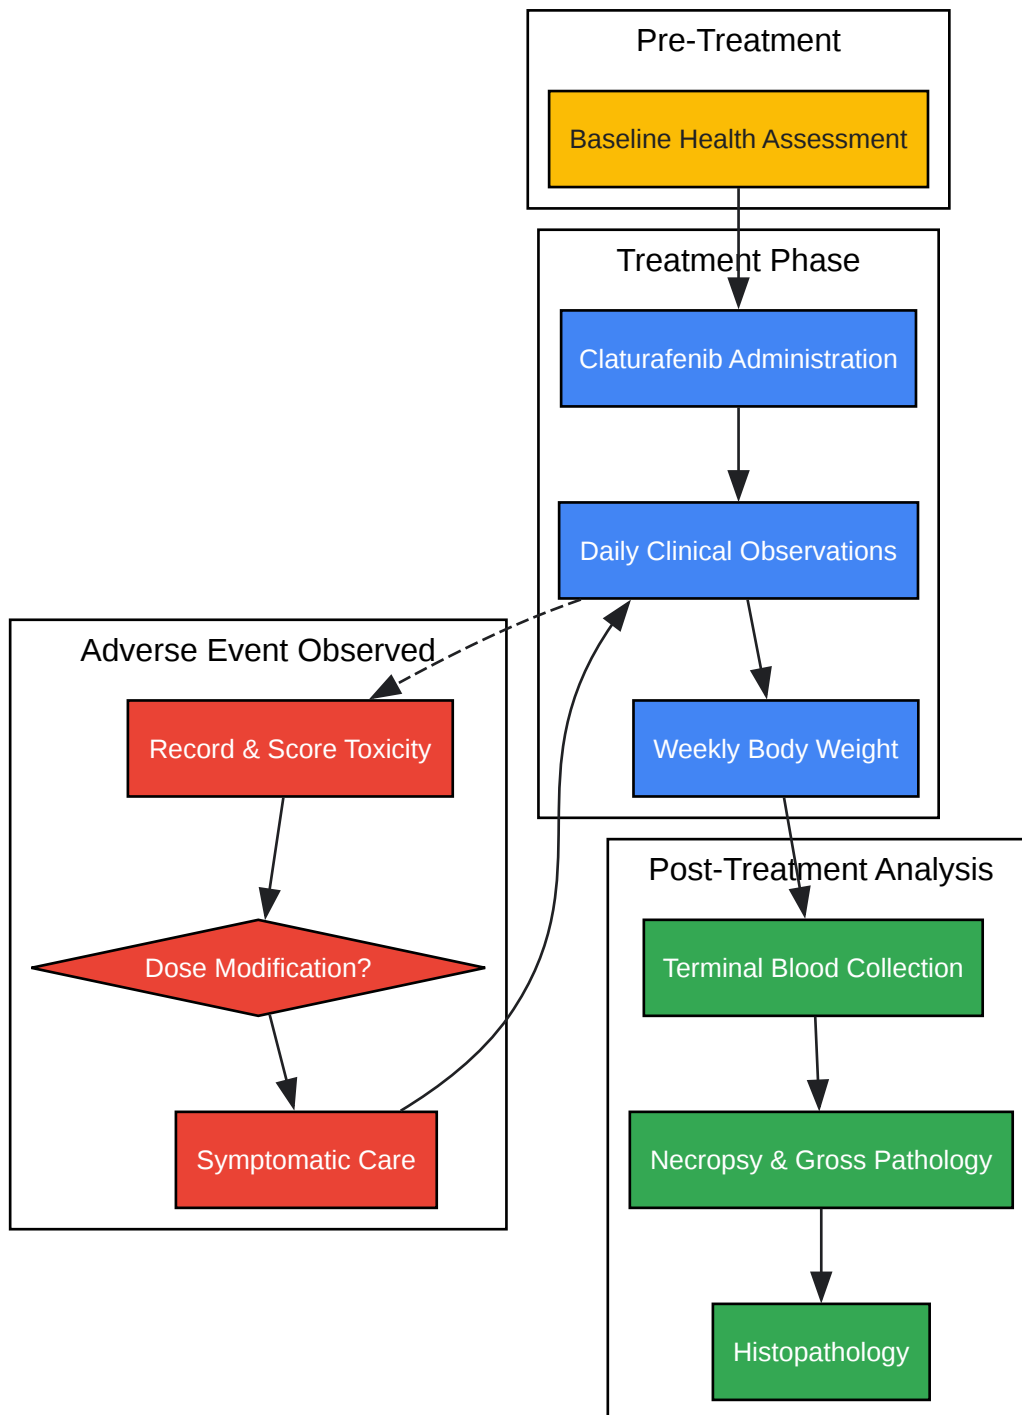 Pre-Treatment
Baseline Health Assessment
Treatment Phase
Claturafenib Administration
Daily Clinical Observations
Weekly Body Weight
Adverse Event Observed
Record & Score Toxicity
Dose Modification?
Symptomatic Care
Post-Treatment Analysis
Terminal Blood Collection
Necropsy & Gross Pathology
Histopathology